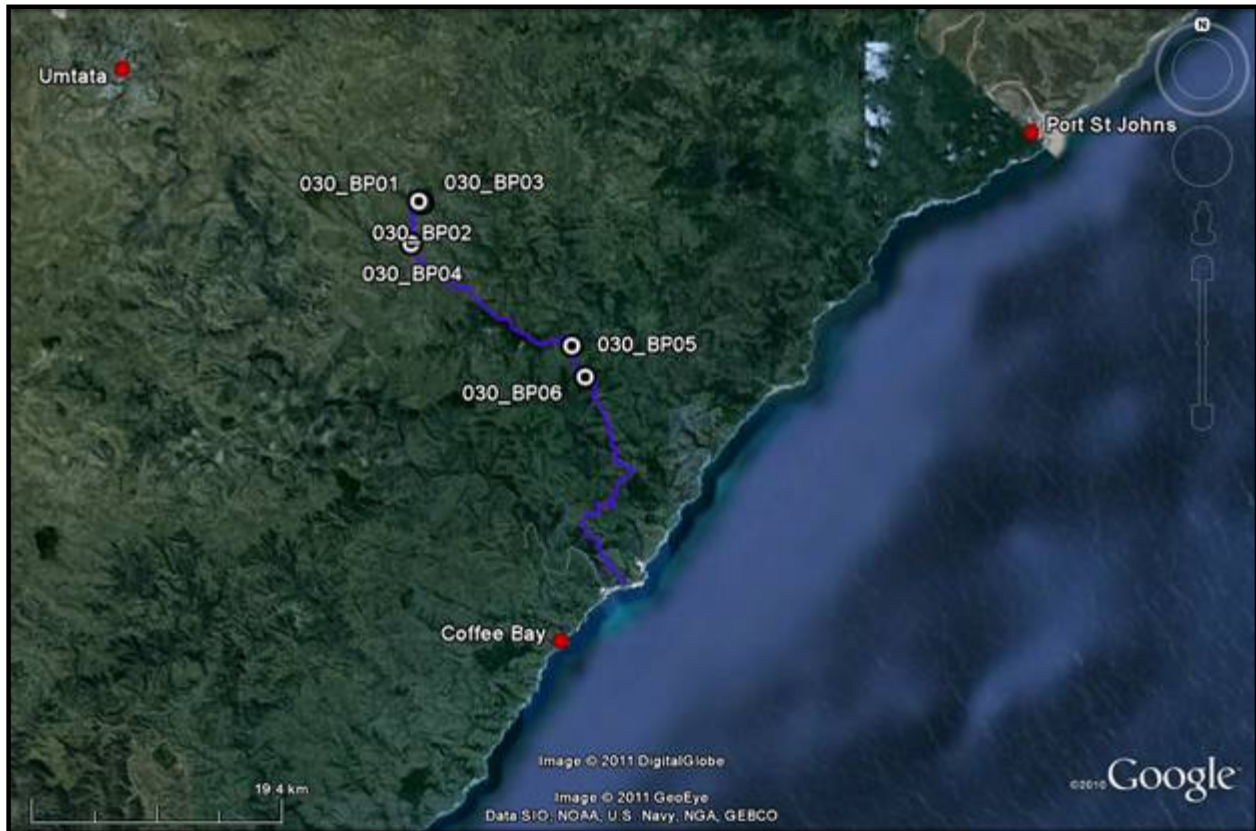 N
Umtata
Port St Johns
030_BP01
030_BP03
030_BP02
030_BP04
030_BP05
030_BP06
Coffee Bay
Image © 2011 DigitalGlobe
19.4 km
Image © 2011 GeoEye
©2010 Google
Data SIO, NOAA, U.S. Navy, NGA, GEBCO